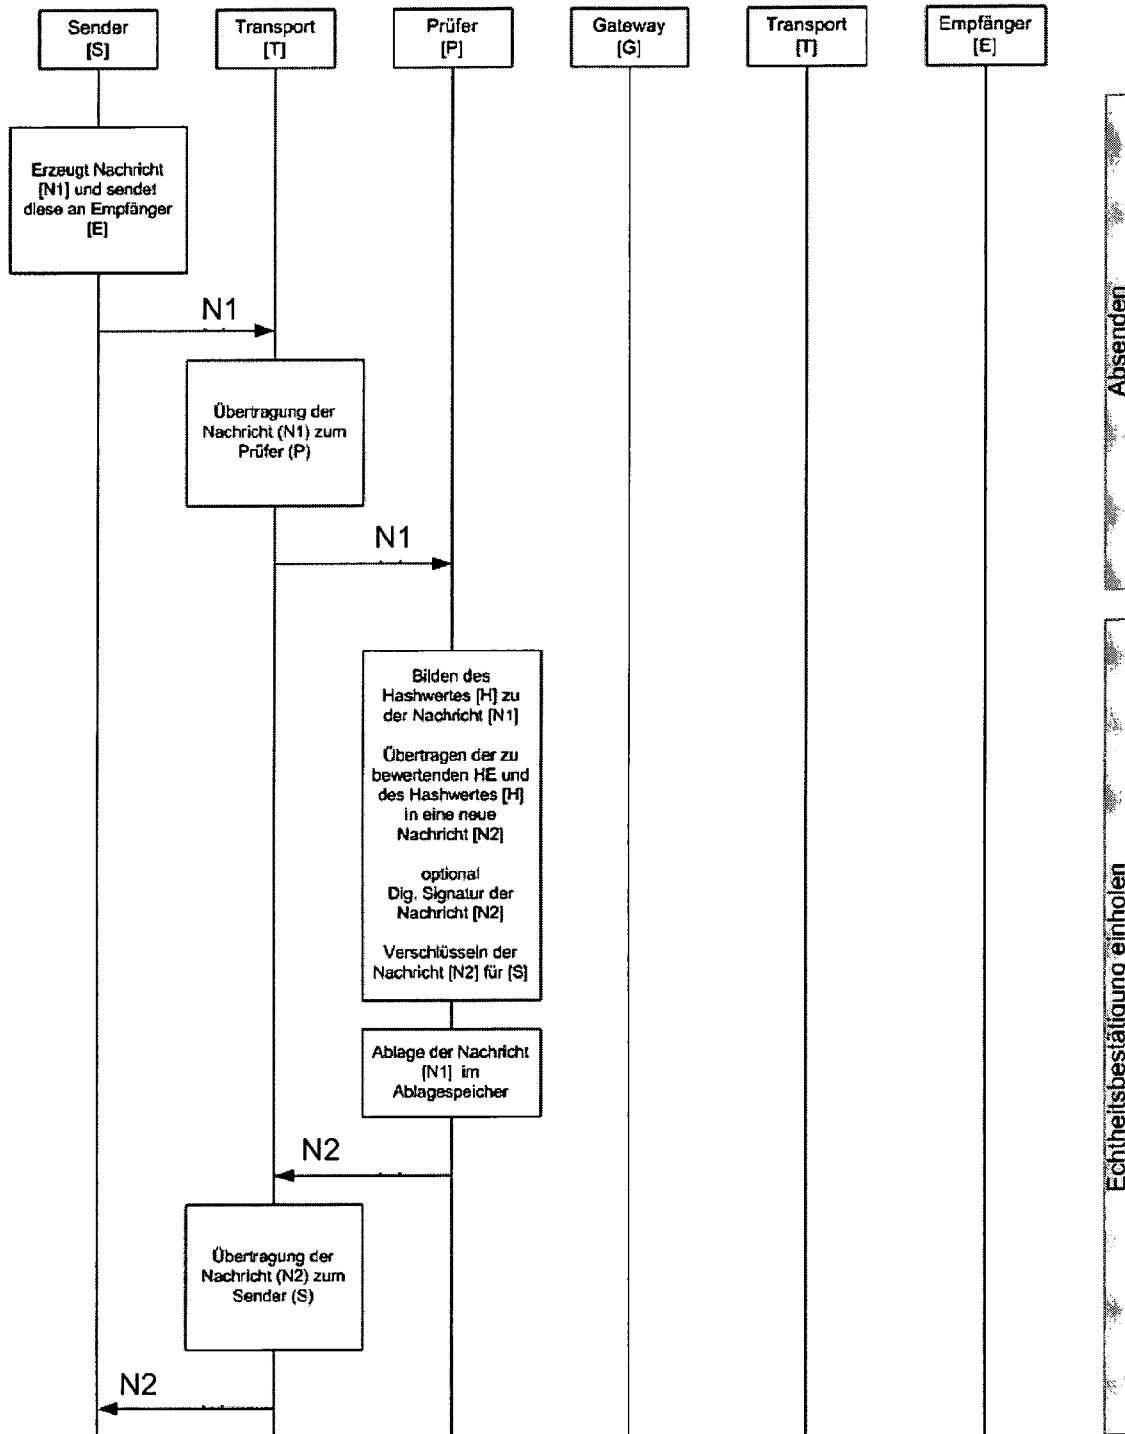 Sender
[S]
Transport
[T]
Prüfer
[P]
Gateway
[G]
Transport
[T]
Empfänger
[E]
Erzeugt Nachricht
[N1] und sendet
diese an Empfänger
[E]
N1
Übertragung der
Nachricht (N1) zum
Prüfer (P)
N1
Absenden
Bilden des
Hashwertes [H] zu
der Nachricht [N1]
Übertragen der zu
bewertenden HE und
des Hashwertes [H]
in eine neue
Nachricht [N2]
optional
Dig. Signatur der
Nachricht [N2]
Verschlüsseln der
Nachricht [N2] für [S]
Ablage der Nachricht
[N1] im
Ablagespeicher
N2
Übertragung der
Nachricht (N2) zum
Sender (S)
N2
Echtheitsbestätigung einholen